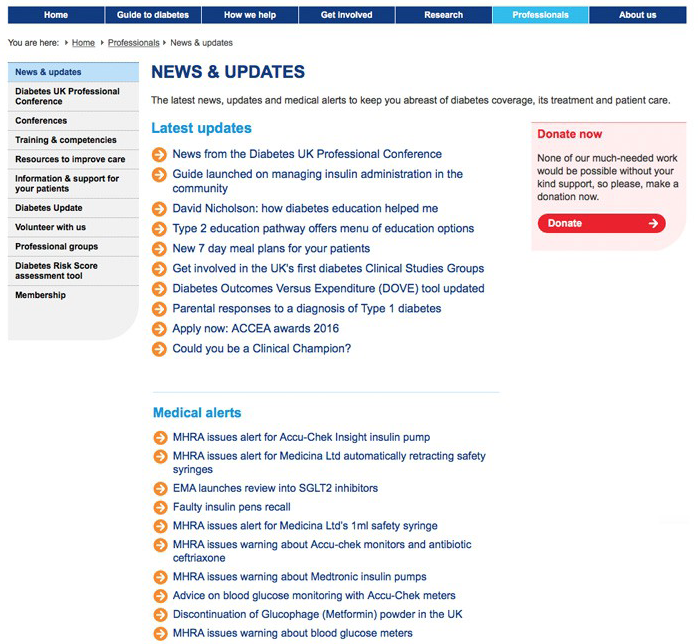 Home Guide to diabetes How we help Get involved Research Professionals About us
You are here: Home Professionals News & updates
News & updates
Diabetes UK Professional
Conference
Conferences
Training & competencies
Resources to improve care
Information & support for
your patients
Diabetes Update
Volunteer with us
Professional groups
Diabetes Risk Score
assessment tool
Membership
NEWS & UPDATES
The latest news, updates and medical alerts to keep you abreast of diabetes coverage, its treatment and patient care.
Latest updates
News from the Diabetes UK Professional Conference
Guide launched on managing insulin administration in the
community
David Nicholson: how diabetes education helped me
Type 2 education pathway offers menu of education options
New 7 day meal plans for your patients
Get involved in the UK's first diabetes Clinical Studies Groups
Diabetes Outcomes Versus Expenditure (DOVE) tool updated
Parental responses to a diagnosis of Type 1 diabetes
Apply now: ACCEA awards 2016
Could you be a Clinical Champion?
Medical alerts
MHRA issues alert for Accu-Chek Insight insulin pump
MHRA issues alert for Medicina Ltd automatically retracting safety
syringes
EMA launches review into SGLT2 inhibitors
Faulty insulin pens recall
MHRA issues alert for Medicina Ltd's 1ml safety syringe
MHRA issues warning about Accu-chek monitors and antibiotic
ceftriaxone
MHRA issues warning about Medtronic insulin pumps
Advice on blood glucose monitoring with Accu-Chek meters
Discontinuation of Glucophage (Metformin) powder in the UK
MHRA issues warning about blood glucose meters
Donate now
None of our much-needed work
would be possible without your
kind support, so please, make a
donation now.
Donate